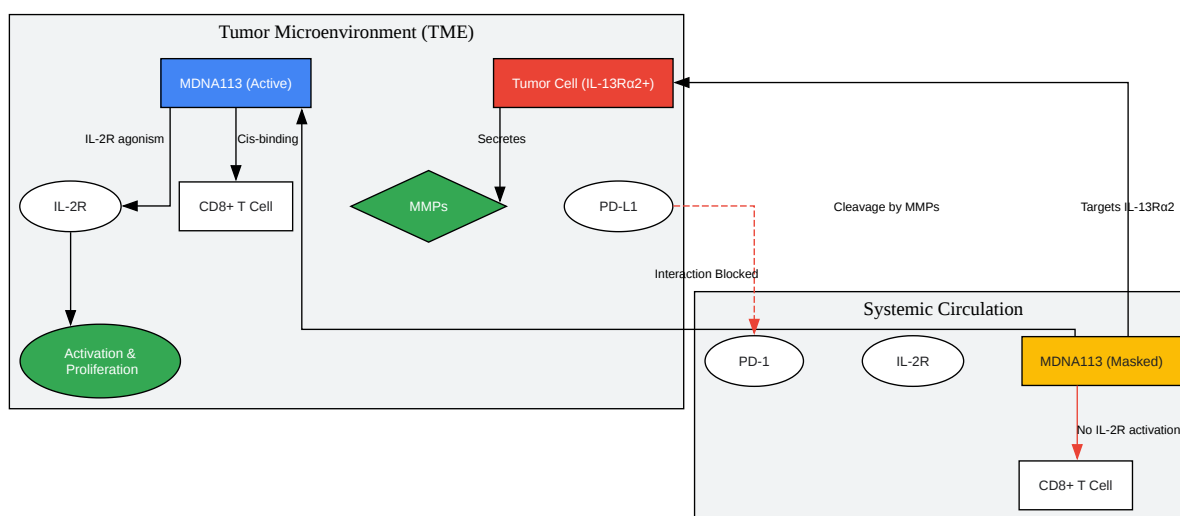 Tumor Microenvironment (TME)
MDNA113 (Active)
Tumor Cell (IL-13Rα2+)
IL-2R agonism
Cis-binding
Secretes
IL-2R
CD8+ T Cell
MMPs
PD-L1
Cleavage by MMPs
Targets IL-13Rα2
Interaction Blocked
Systemic Circulation
Activation &
Proliferation
PD-1
IL-2R
MDNA113 (Masked)
No IL-2R activation
CD8+ T Cell